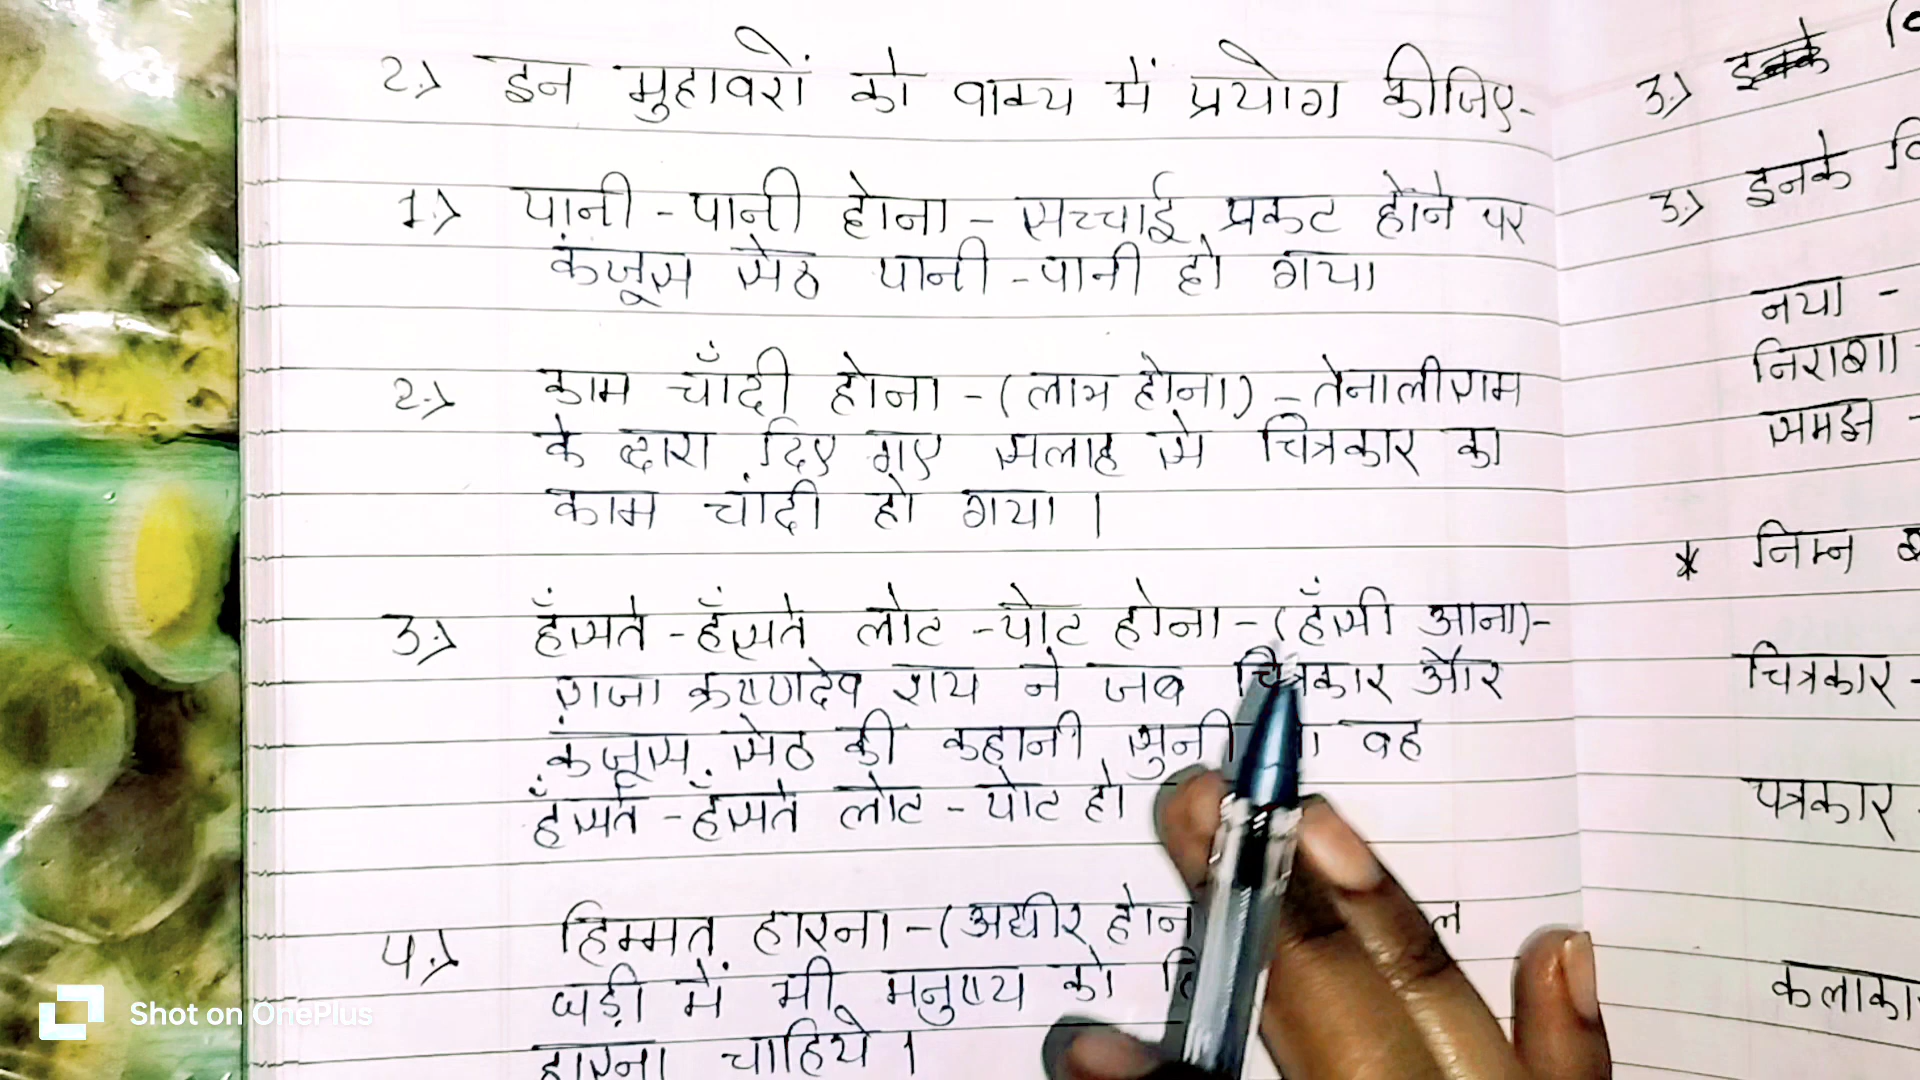 2.) इन मुहावरों को वाक्य में प्रयोग कीजिए-
1.) पानी-पानी होना - सच्चाई प्रकट होने पर
कंजूस सेठ पानी-पानी हो गया
2.) काम चाँदी होना - (लाभ होना) - तेनालीराम
के द्वारा दिए गए सलाह से चित्रकार का
काम चांदी हो गया।
3.) हँसते-हँसते लोट-पोट होना - (हँसी आना)-
राजा कृष्णदेव राय ने जब चित्रकार और
कंजूस सेठ की कहानी सुनी वह
हँसते-हँसते लोट-पोट हो
4.) हिम्मत हारना - (अधीर
घड़ी में भी मनुष्य को
हारना चाहिये।
3.)
3.) इनके
नया -
निराशा -
समझ -
* निम्न
चित्रकार -
पत्रकार -
Shot on OnePlus